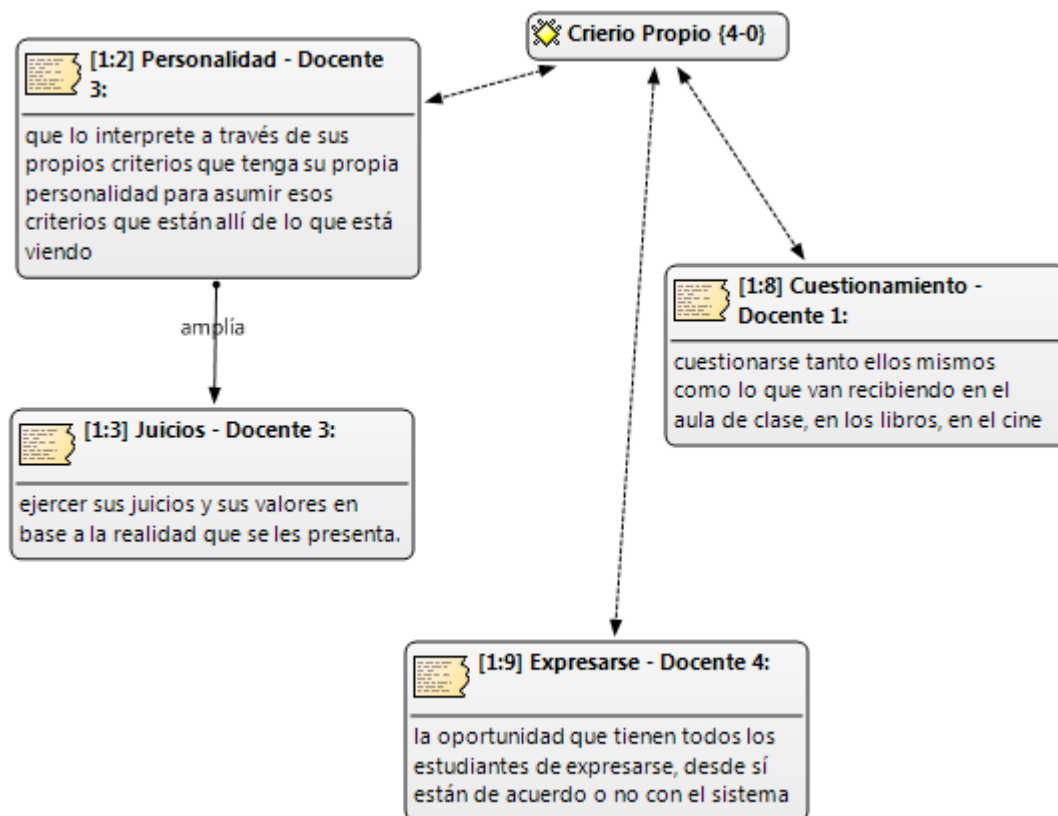 Crierio Propio {4-0}
[1:2] Personalidad - Docente
3:
que lo interprete a través de sus
propios criterios que tenga su propia
personalidad para asumir esos
criterios que están allí de lo que está
viendo
amplía
[1:3] Juicios - Docente 3:
ejercer sus juicios y sus valores en
base a la realidad que se les presenta.
[1:8] Cuestionamiento -
Docente 1:
cuestionarse tanto ellos mismos
como lo que van recibiendo en el
aula de clase, en los libros, en el cine
[1:9] Expresarse - Docente 4:
la oportunidad que tienen todos los
estudiantes de expresarse, desde sí
están de acuerdo o no con el sistema